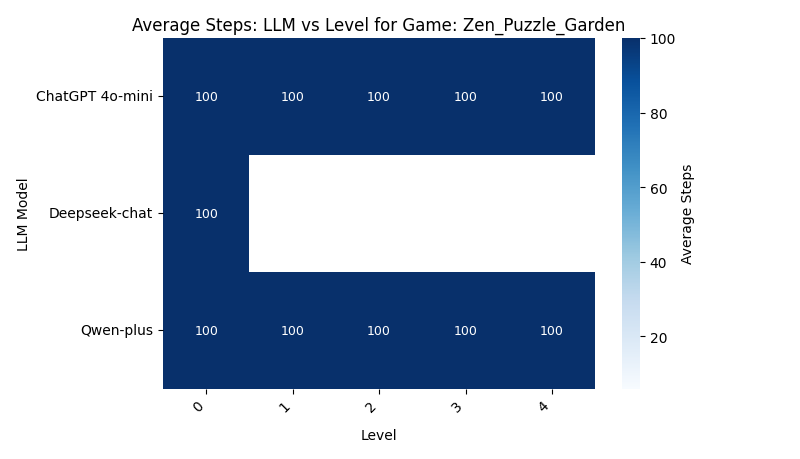 Average Steps: LLM vs Level for Game: Zen_Puzzle_Garden
ChatGPT 4o-mini 100 100 100 100 100
Deepseek-chat 100
Qwen-plus 100 100 100 100 100
LLM Model
0 1 2 3 4
Level
100
80
60
40
20
Average Steps